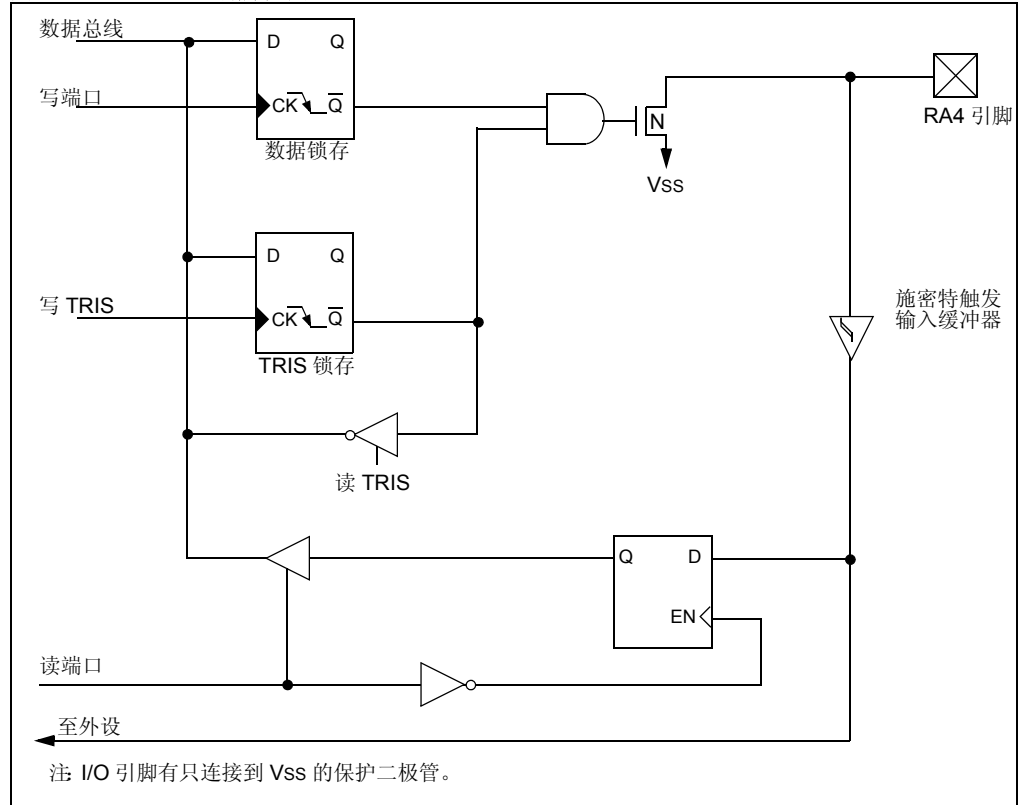 数据总线
D Q
写端口
CK Q
数据锁存
N
VSS
RA4 引脚
D Q
写 TRIS
CK Q
TRIS 锁存
施密特触发
输入缓冲器
读 TRIS
Q D
EN
读端口
至外设
注: I/O 引脚有只连接到 VSS 的保护二极管。